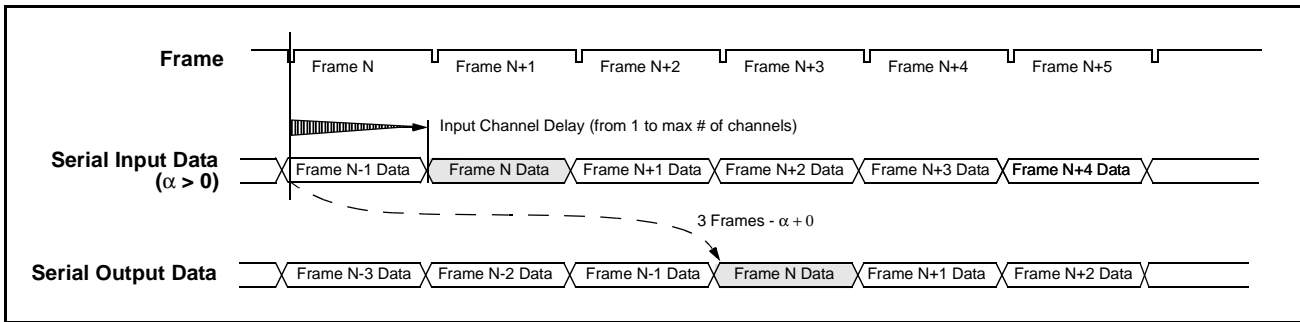 Frame
Frame N
Frame N+1
Frame N+2
Frame N+3
Frame N+4
Frame N+5
Input Channel Delay (from 1 to max # of channels)
Serial Input Data
(α > 0)
Frame N-1 Data
Frame N Data
Frame N+1 Data
Frame N+2 Data
Frame N+3 Data
Frame N+4 Data
3 Frames - α + 0
Serial Output Data
Frame N-3 Data
Frame N-2 Data
Frame N-1 Data
Frame N Data
Frame N+1 Data
Frame N+2 Data